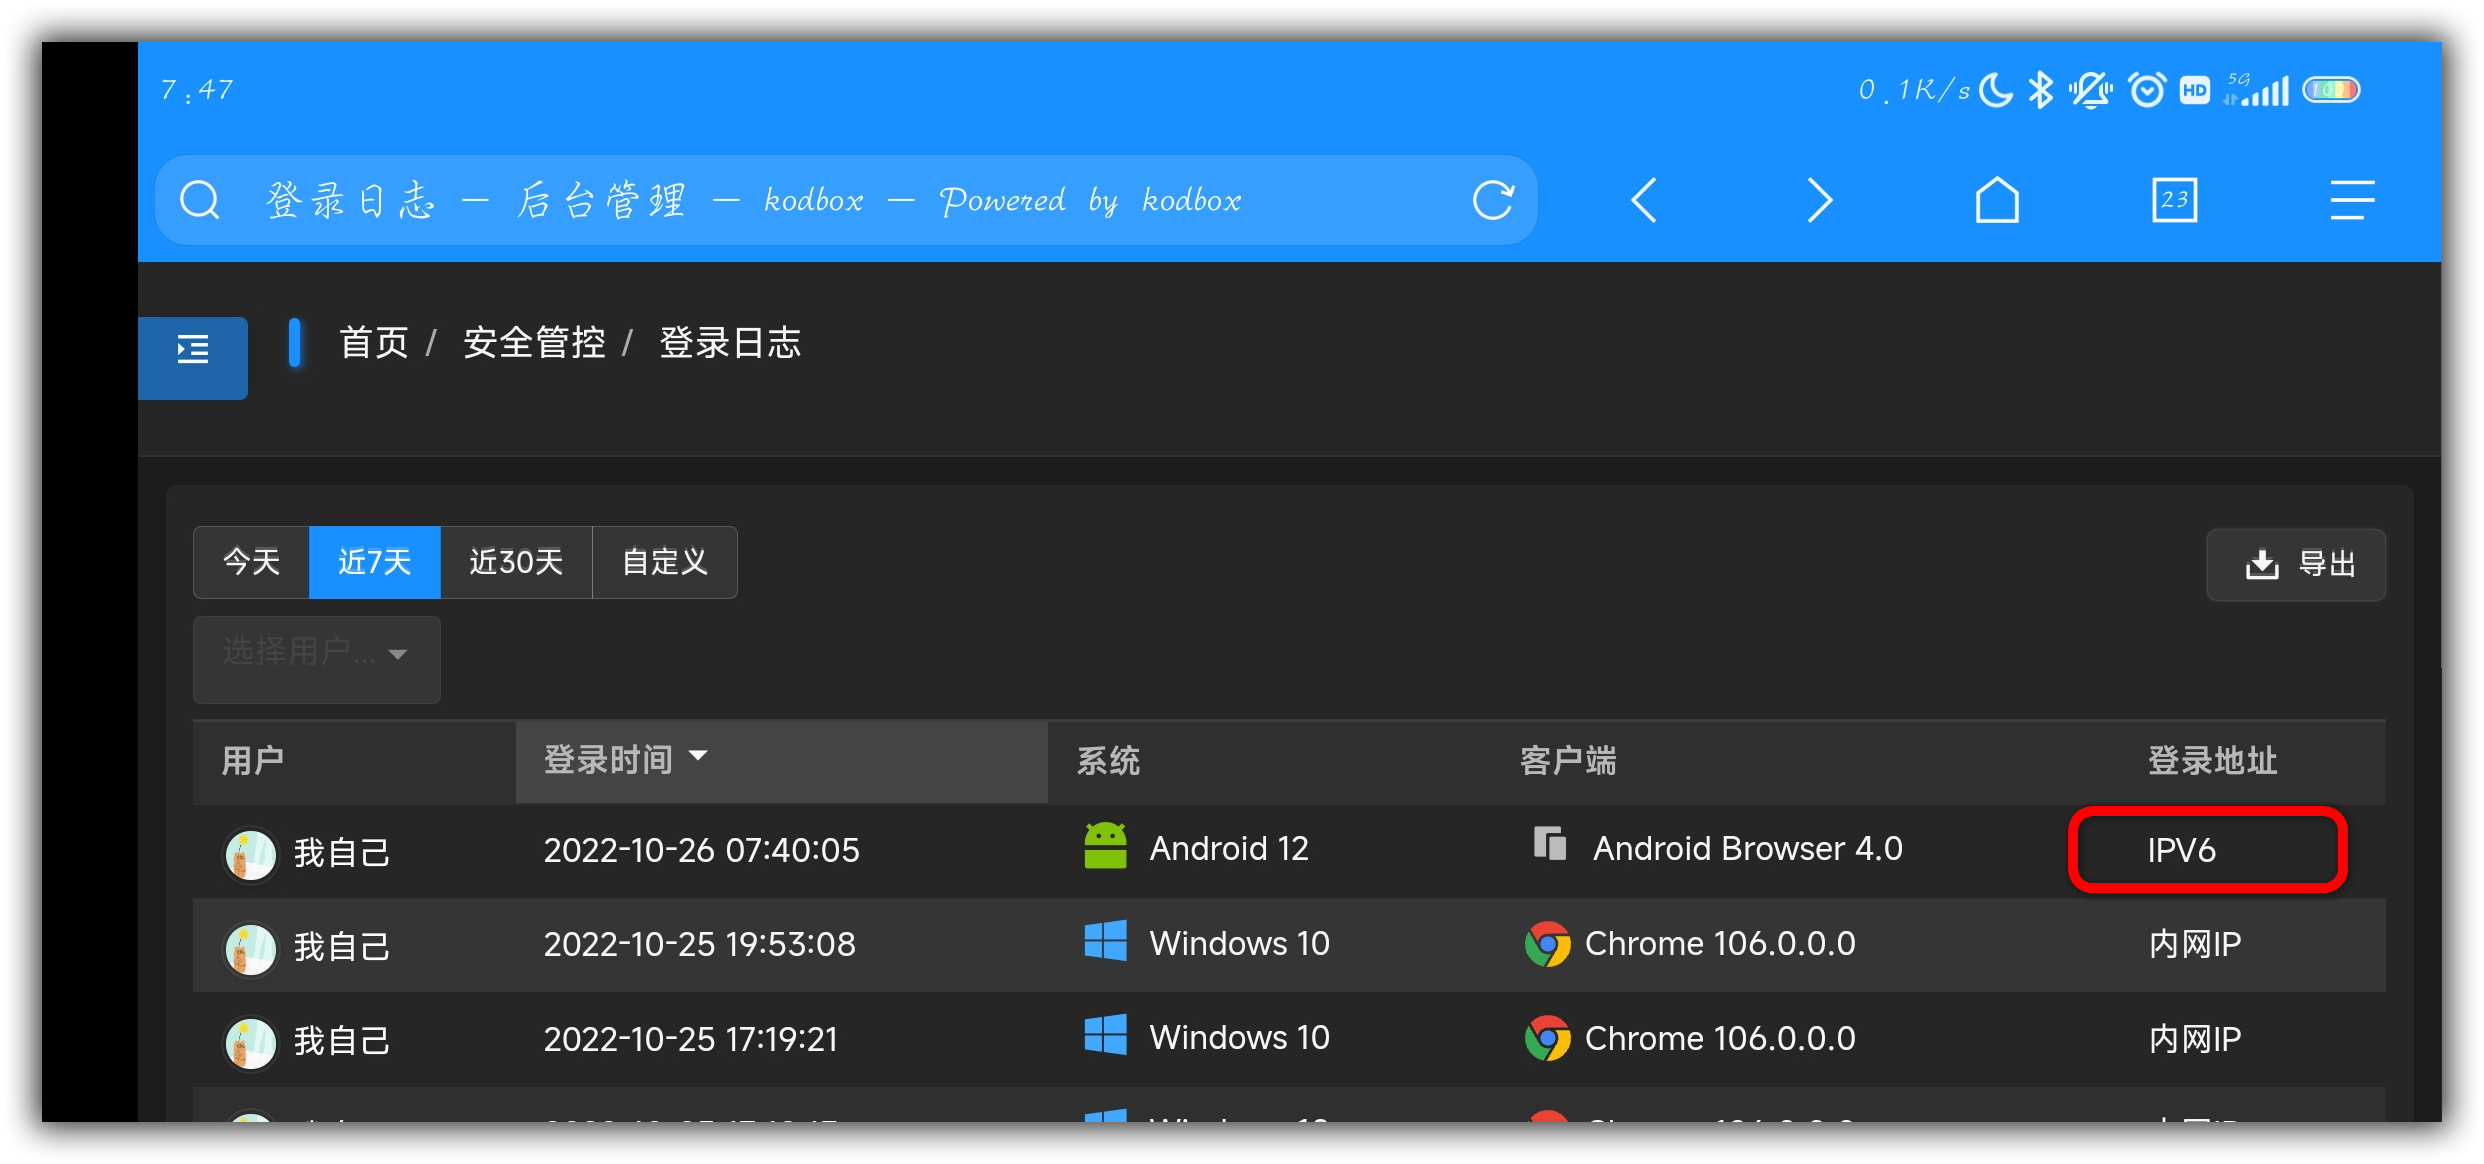 7:47 0.1K/s HD 5G 100
登录日志 — 后台管理 — kodbox — Powered by kodbox 23
首页 / 安全管控 / 登录日志
今天 近7天 近30天 自定义 导出
选择用户...
用户 登录时间 系统 客户端 登录地址
我自己 2022-10-26 07:40:05 Android 12 Android Browser 4.0 IPV6
我自己 2022-10-25 19:53:08 Windows 10 Chrome 106.0.0.0 内网IP
我自己 2022-10-25 17:19:21 Windows 10 Chrome 106.0.0.0 内网IP